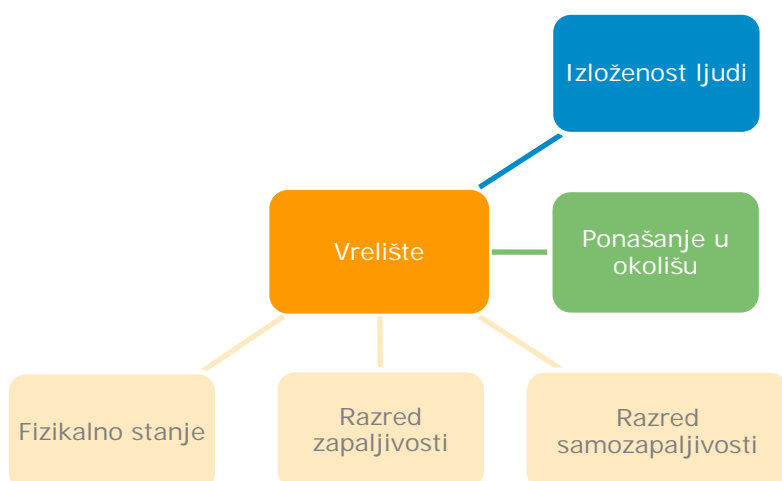 Izloženost ljudi
Vrelište
Ponašanje u
okolišu
Fizikalno stanje
Razred
zapaljivosti
Razred
samozapaljivosti